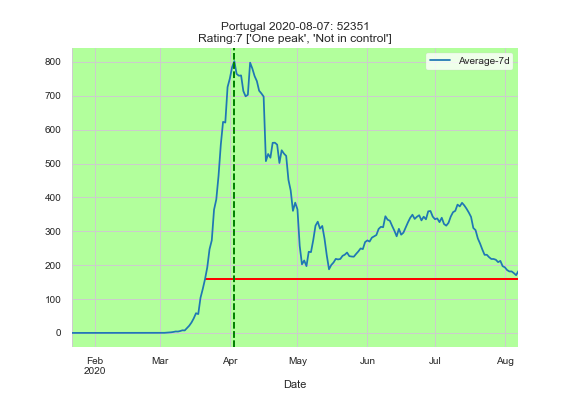 Portugal 2020-08-07: 52351
Rating:7 ['One peak', 'Not in control']
Average-7d
800
700
600
500
400
300
200
100
0
Feb Mar Apr May Jun Jul Aug
2020
Date